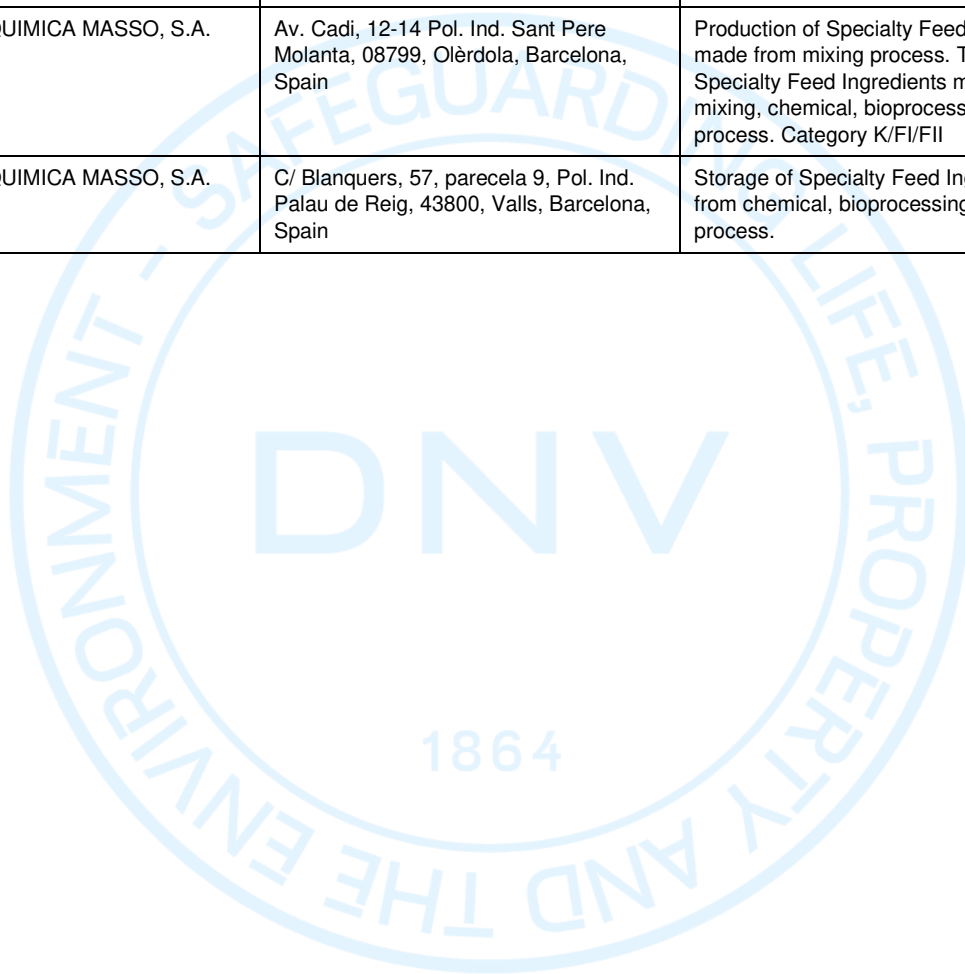 UIMICA MASSO, S.A.
Av. Cadi, 12-14 Pol. Ind. Sant Pere
Molanta, 08799, Olèrdola, Barcelona,
Spain
Production of Specialty Feed
made from mixing process. T
Specialty Feed Ingredients m
mixing, chemical, bioprocess
process. Category K/FI/FII
UIMICA MASSO, S.A.
C/ Blanquers, 57, parecela 9, Pol. Ind.
Palau de Reig, 43800, Valls, Barcelona,
Spain
Storage of Specialty Feed In
from chemical, bioprocessing
process.
SAFEGUARDING LIFE, PROPERTY AND THE ENVIRONMENT -
DNV
1864